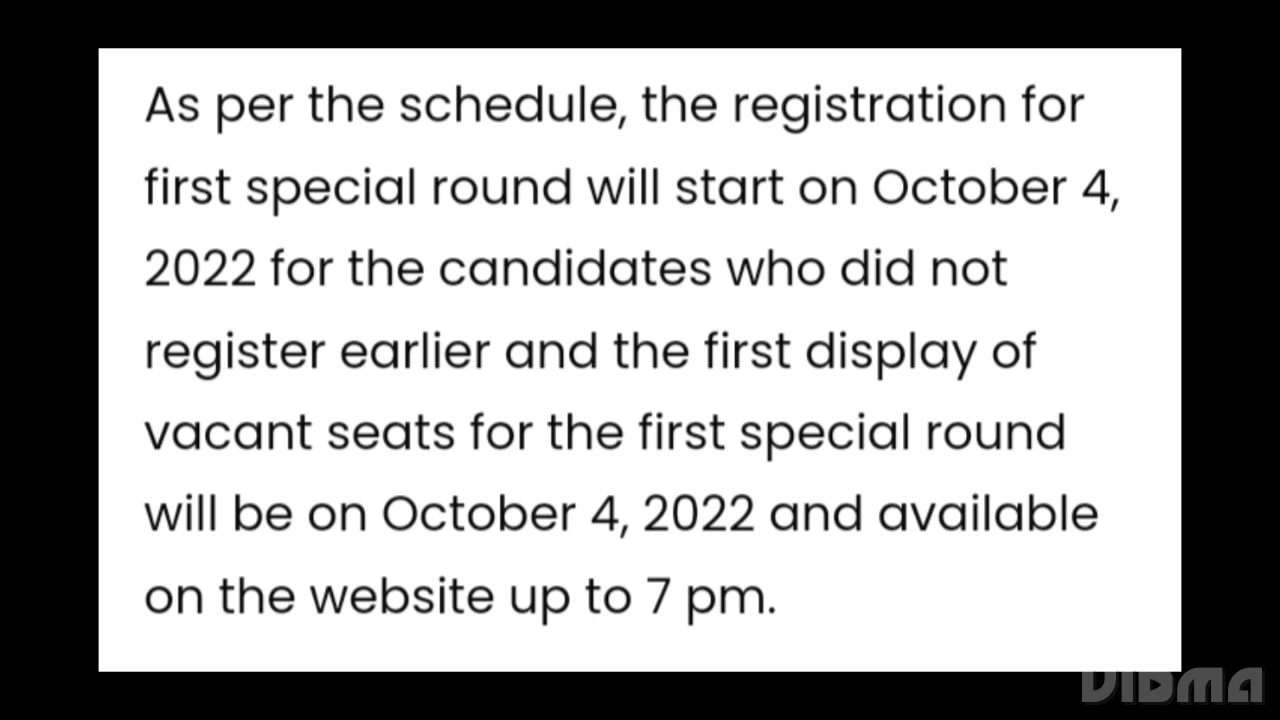 As per the schedule, the registration for
first special round will start on October 4,
2022 for the candidates who did not
register earlier and the first display of
vacant seats for the first special round
will be on October 4, 2022 and available
on the website up to 7 pm.
VIDMA